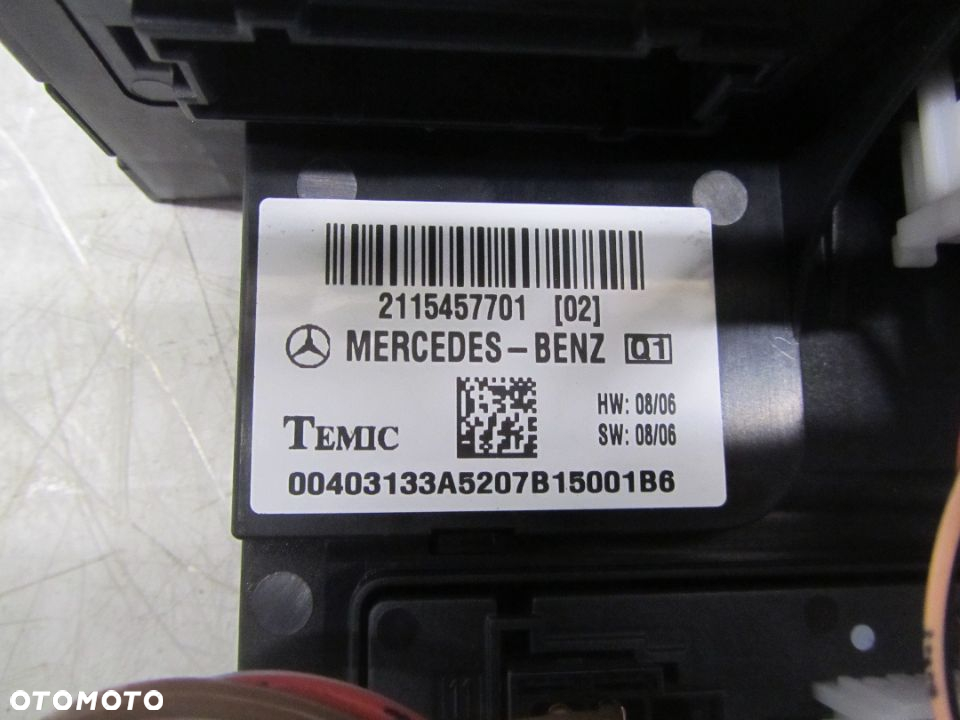 2115457701 [02]
MERCEDES-BENZ Q1
HW: 08/06
SW: 08/06
TEMIC
00403133A5207B15001B6
OTOMOTO